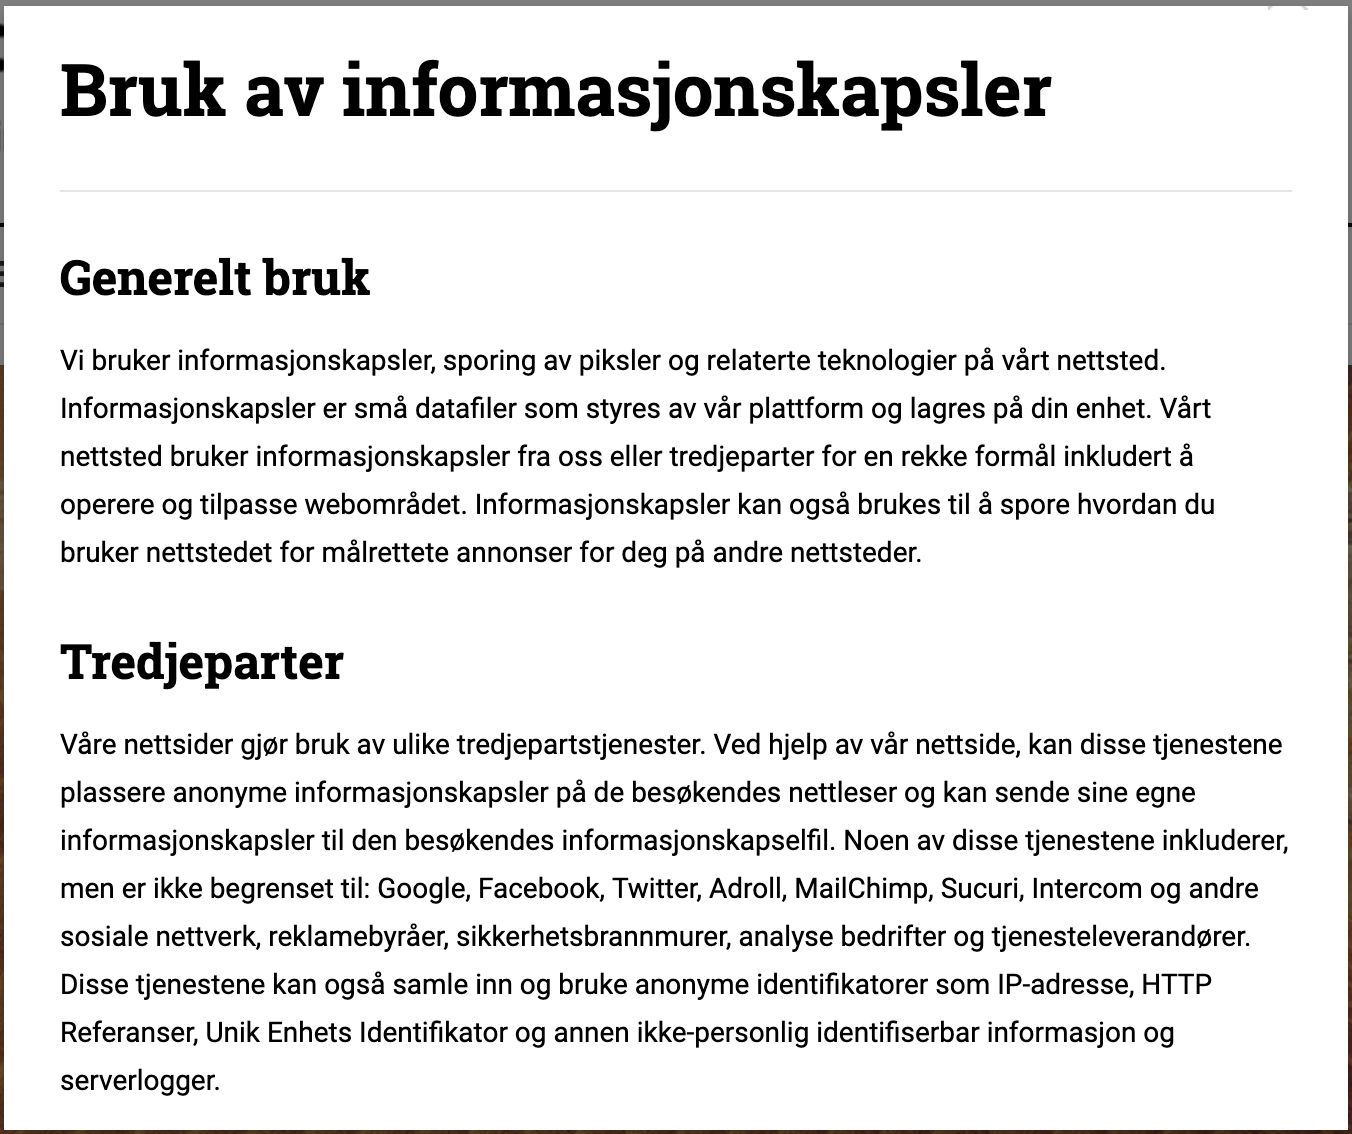 Bruk av informasjonskapsler
Generelt bruk
Vi bruker informasjonskapsler, sporing av piksler og relaterte teknologier på vårt nettsted.
Informasjonskapsler er små datafiler som styres av vår plattform og lagres på din enhet. Vårt
nettsted bruker informasjonskapsler fra oss eller tredjeparter for en rekke formål inkludert å
operere og tilpasse webområdet. Informasjonskapsler kan også brukes til å spore hvordan du
bruker nettstedet for målrettete annonser for deg på andre nettsteder.
Tredjeparter
Våre nettsider gjør bruk av ulike tredjepartstjenester. Ved hjelp av vår nettside, kan disse tjenestene
plassere anonyme informasjonskapsler på de besøkendes nettleser og kan sende sine egne
informasjonskapsler til den besøkendes informasjonskapselfil. Noen av disse tjenestene inkluderer,
men er ikke begrenset til: Google, Facebook, Twitter, Adroll, MailChimp, Sucuri, Intercom og andre
sosiale nettverk, reklamebyråer, sikkerhetsbrannmurer, analyse bedrifter og tjenesteleverandører.
Disse tjenestene kan også samle inn og bruke anonyme identifikatorer som IP-adresse, HTTP
Referanser, Unik Enhets Identifikator og annen ikke-personlig identifiserbar informasjon og
serverlogger.